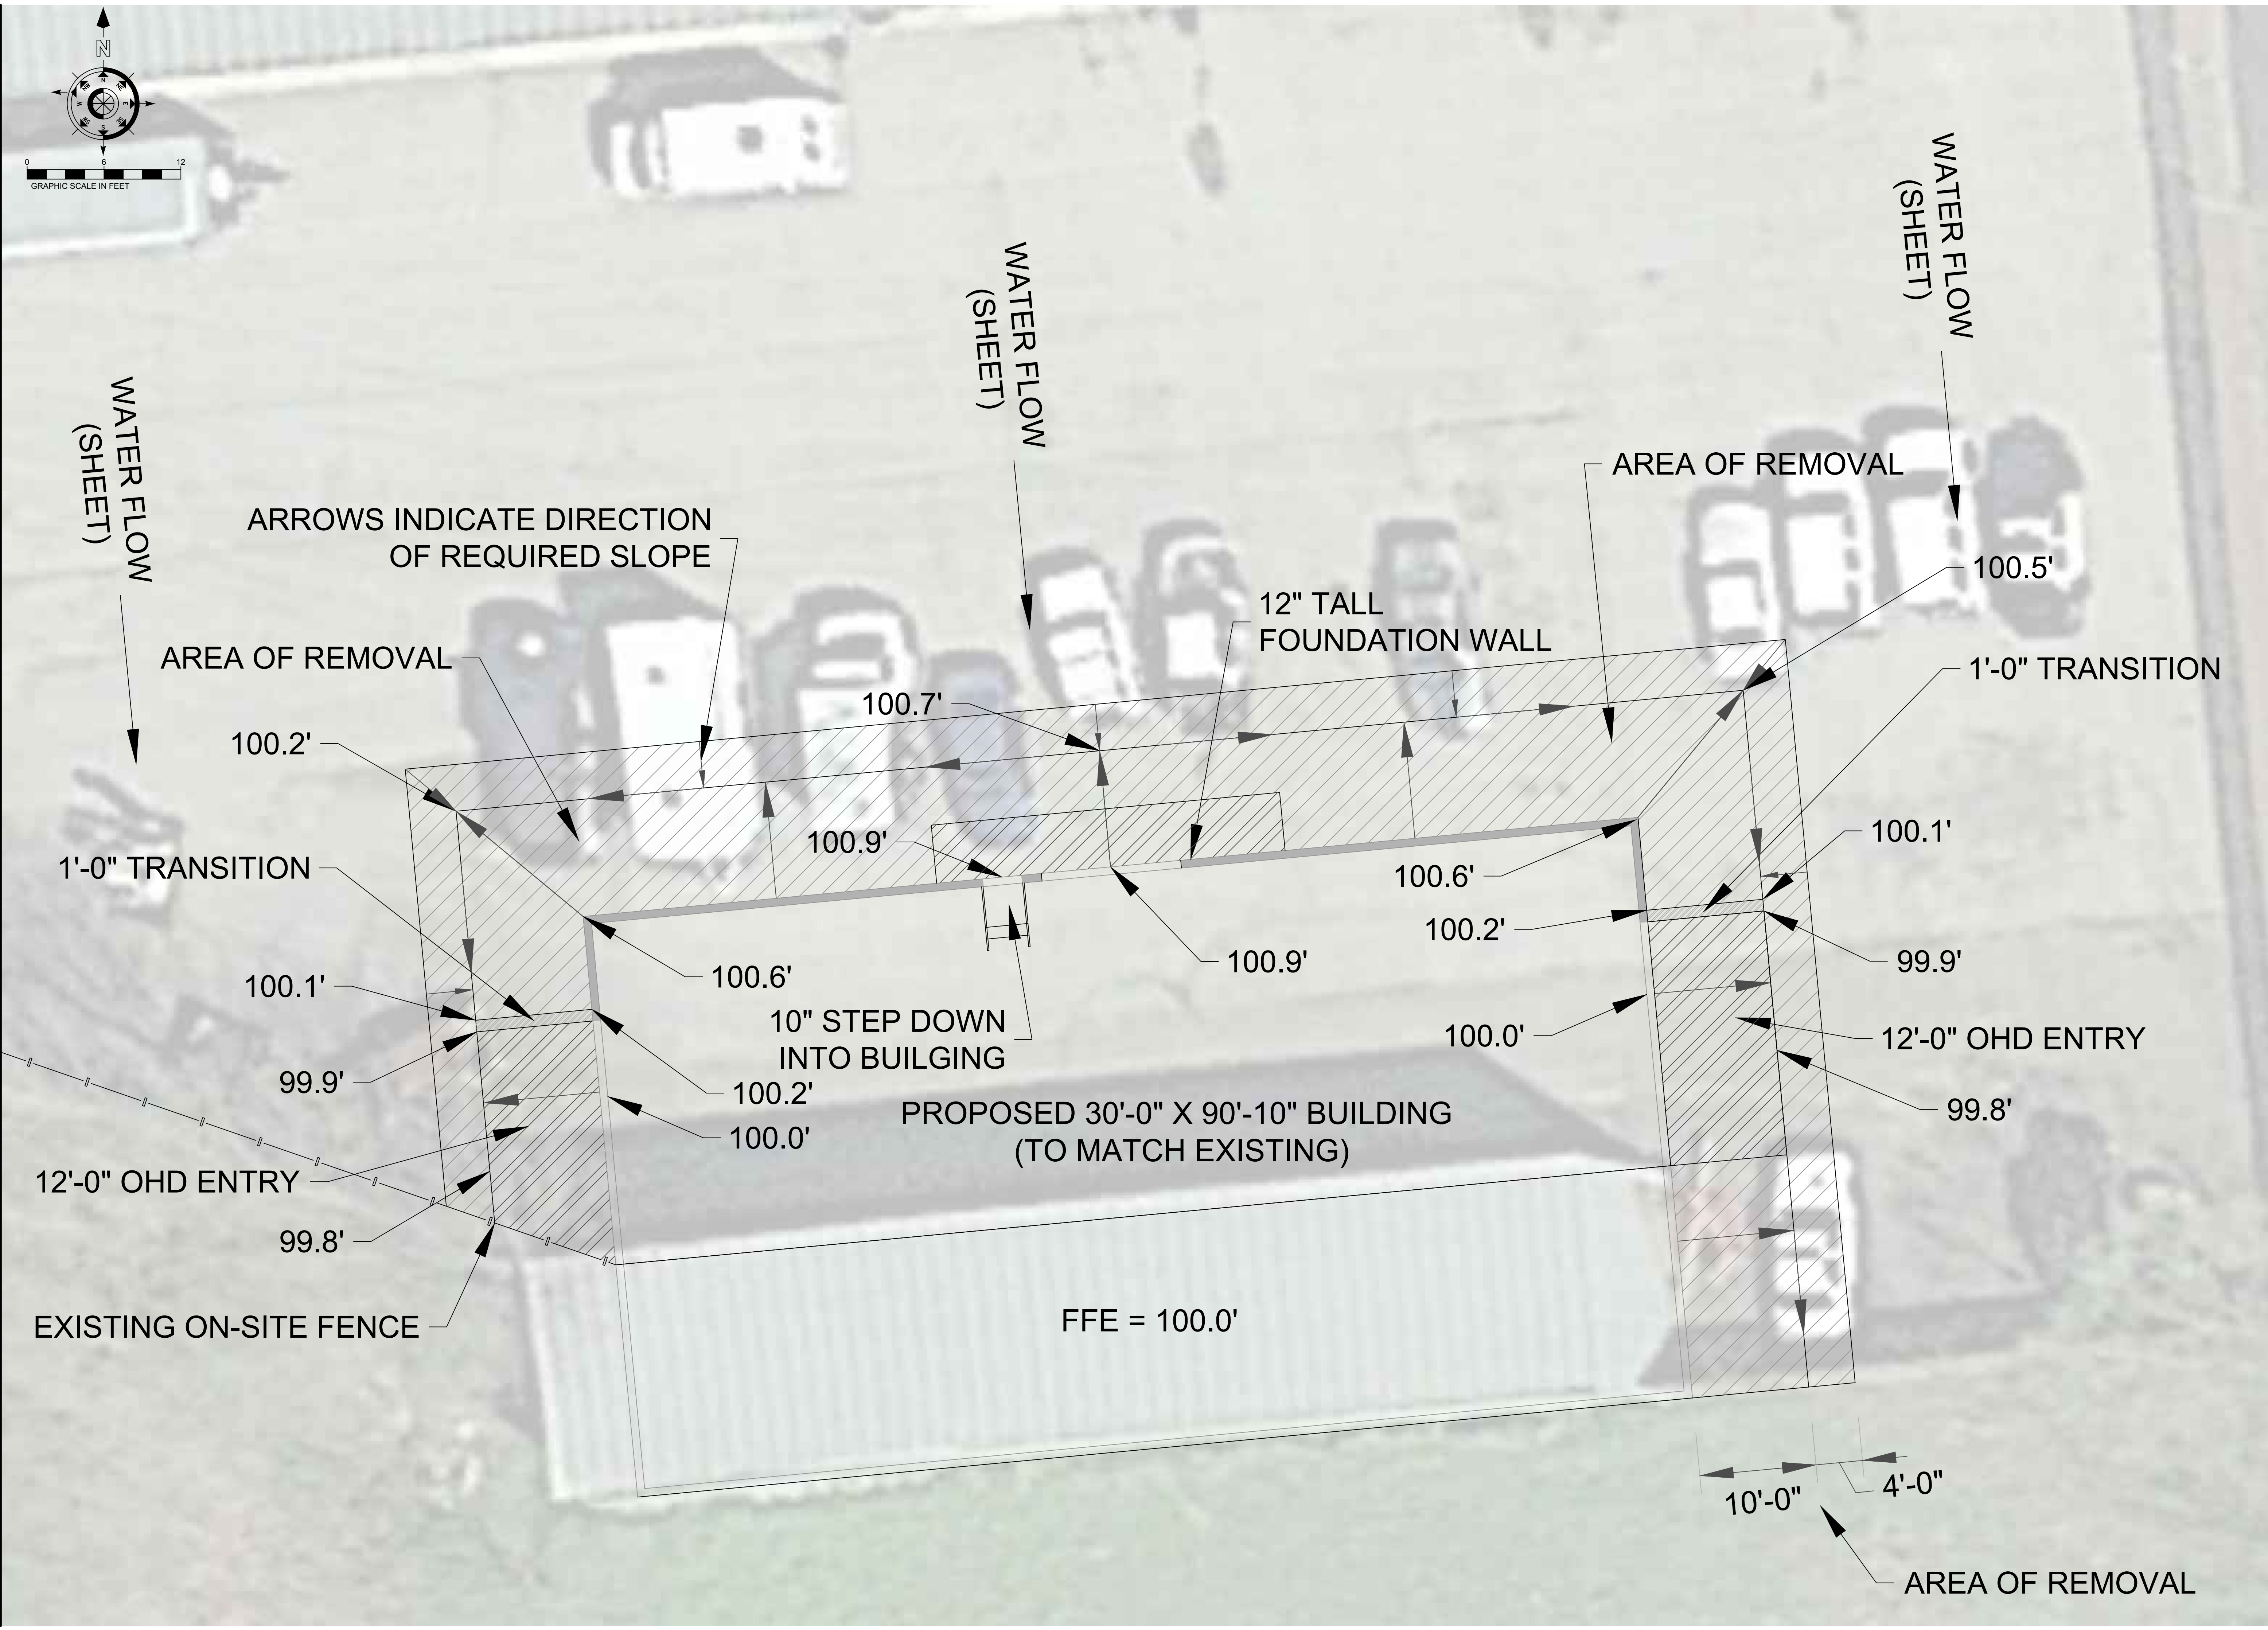 N
N
NE
E
SE
S
SW
W
NW
0 6 12
GRAPHIC SCALE IN FEET
WATER FLOW
(SHEET)
WATER FLOW
(SHEET)
WATER FLOW
(SHEET)
ARROWS INDICATE DIRECTION
OF REQUIRED SLOPE
AREA OF REMOVAL
100.5'
12" TALL
FOUNDATION WALL
AREA OF REMOVAL
1'-0" TRANSITION
100.7'
100.2'
100.9'
100.1'
1'-0" TRANSITION
100.6'
100.2'
100.6'
100.9'
99.9'
100.1'
10" STEP DOWN
INTO BUILGING
100.0'
12'-0" OHD ENTRY
99.9'
100.2'
100.0'
PROPOSED 30'-0" X 90'-10" BUILDING
(TO MATCH EXISTING)
99.8'
12'-0" OHD ENTRY
99.8'
EXISTING ON-SITE FENCE
FFE = 100.0'
10'-0"
4'-0"
AREA OF REMOVAL